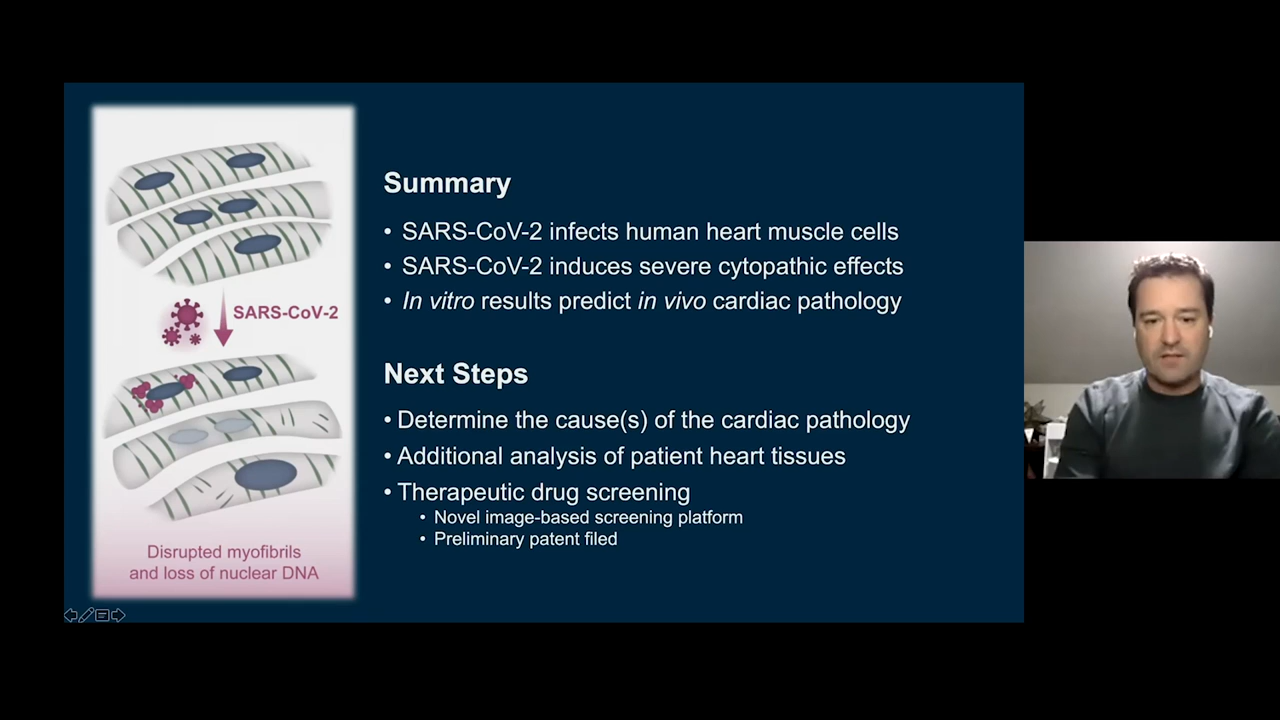 SARS-CoV-2
Disrupted myofibrils
and loss of nuclear DNA
Summary
• SARS-CoV-2 infects human heart muscle cells
• SARS-CoV-2 induces severe cytopathic effects
• In vitro results predict in vivo cardiac pathology
Next Steps
• Determine the cause(s) of the cardiac pathology
• Additional analysis of patient heart tissues
• Therapeutic drug screening
• Novel image-based screening platform
• Preliminary patent filed